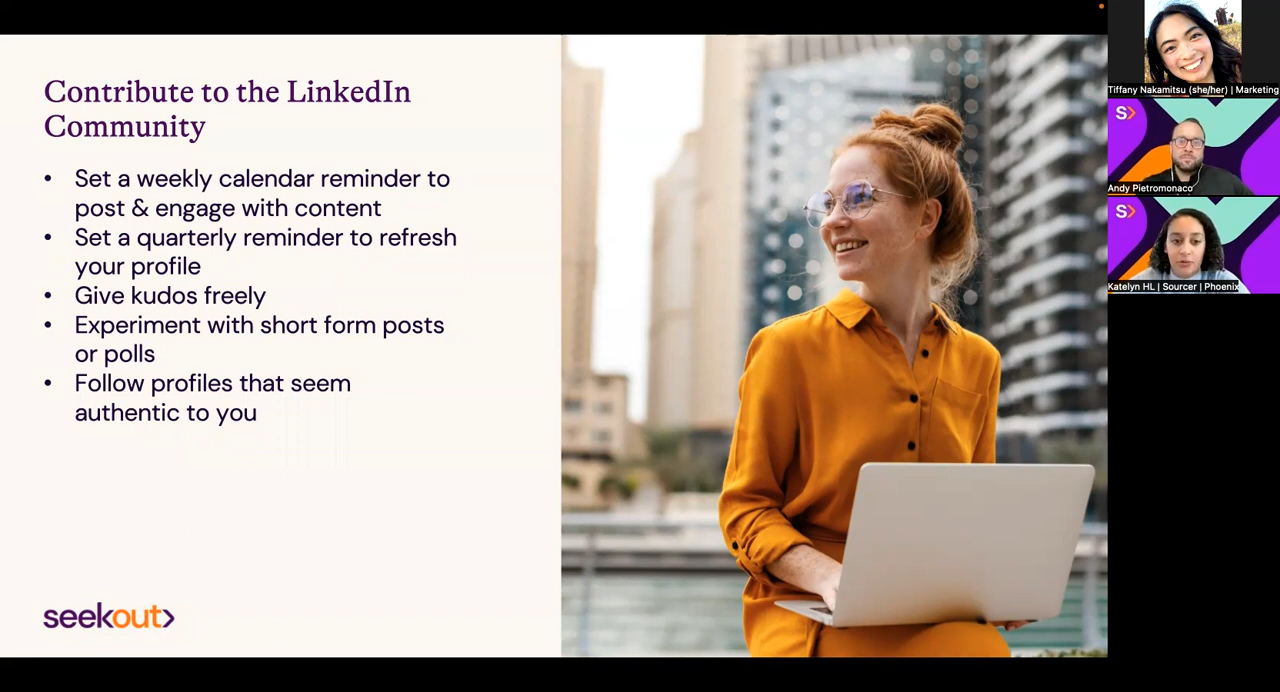 Contribute to the LinkedIn
Community
• Set a weekly calendar reminder to
post & engage with content
• Set a quarterly reminder to refresh
your profile
• Give kudos freely
• Experiment with short form posts
or polls
• Follow profiles that seem
authentic to you
seekout>
Tiffany Nakamitsu (she/her) | Marketing
S>
Andy Pietromonaco
S>
Katelyn HL | Sourcer | Phoenix